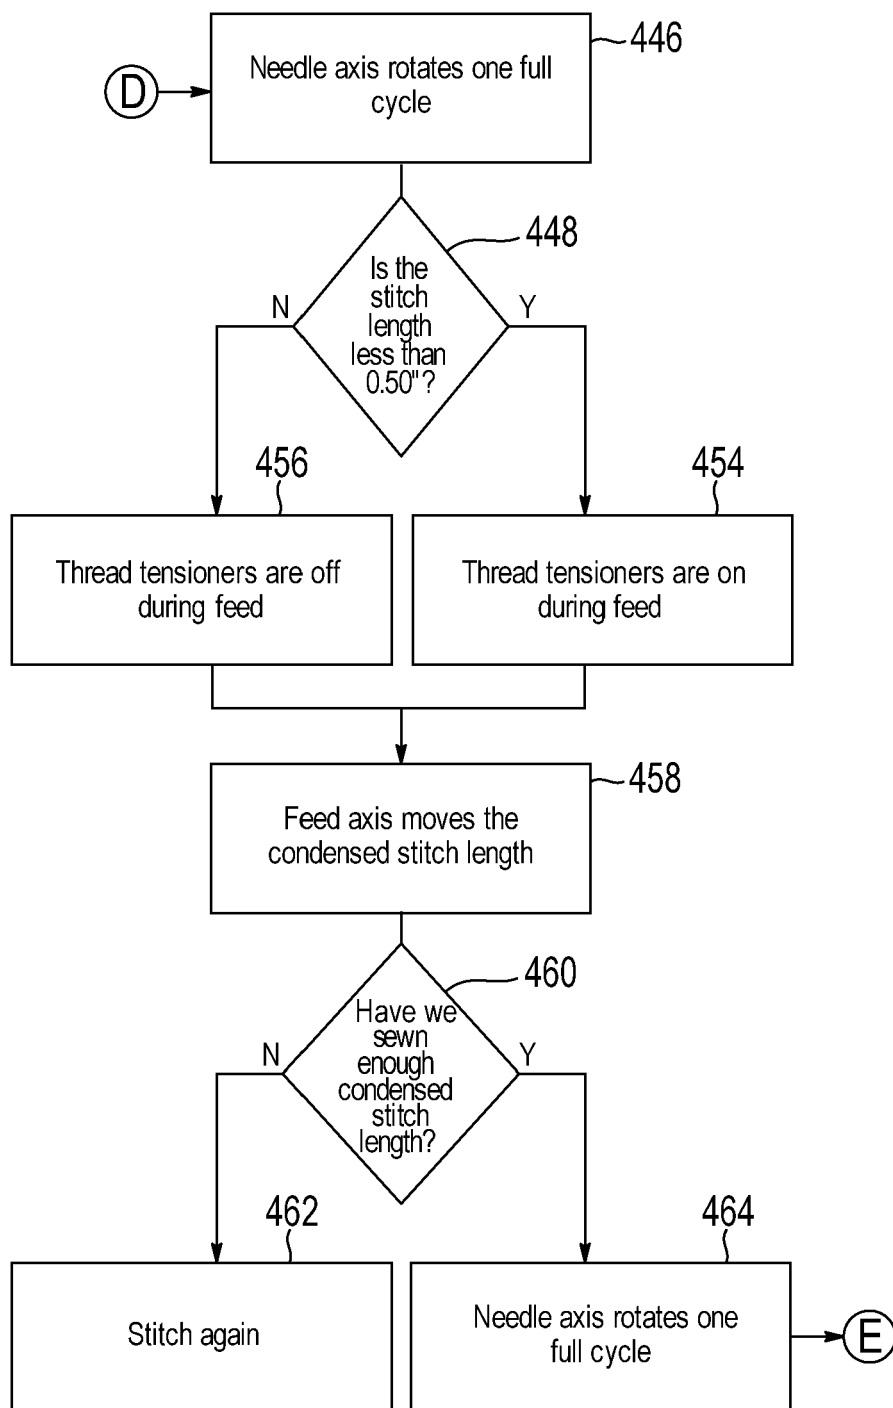 446
Needle axis rotates one full
cycle
D
448
Is the
stitch
length
less than
0.50"?
N
Y
456
454
Thread tensioners are off
during feed
Thread tensioners are on
during feed
458
Feed axis moves the
condensed stitch length
460
Have we
sewn
enough
condensed
stitch
length?
N
Y
462
464
Stitch again
Needle axis rotates one
full cycle
E